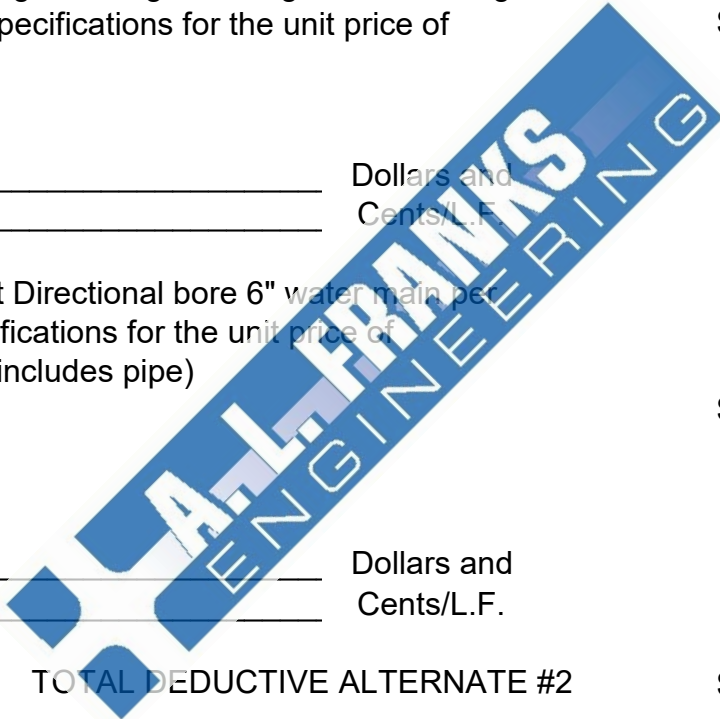 pecifications for the unit price of
Dollars and
Cents/L.F.
t Directional bore 6" water main per
fications for the unit price of
includes pipe)
A. L. FRANKS
ENGINEERING
Dollars and
Cents/L.F.
TOTAL DEDUCTIVE ALTERNATE #2